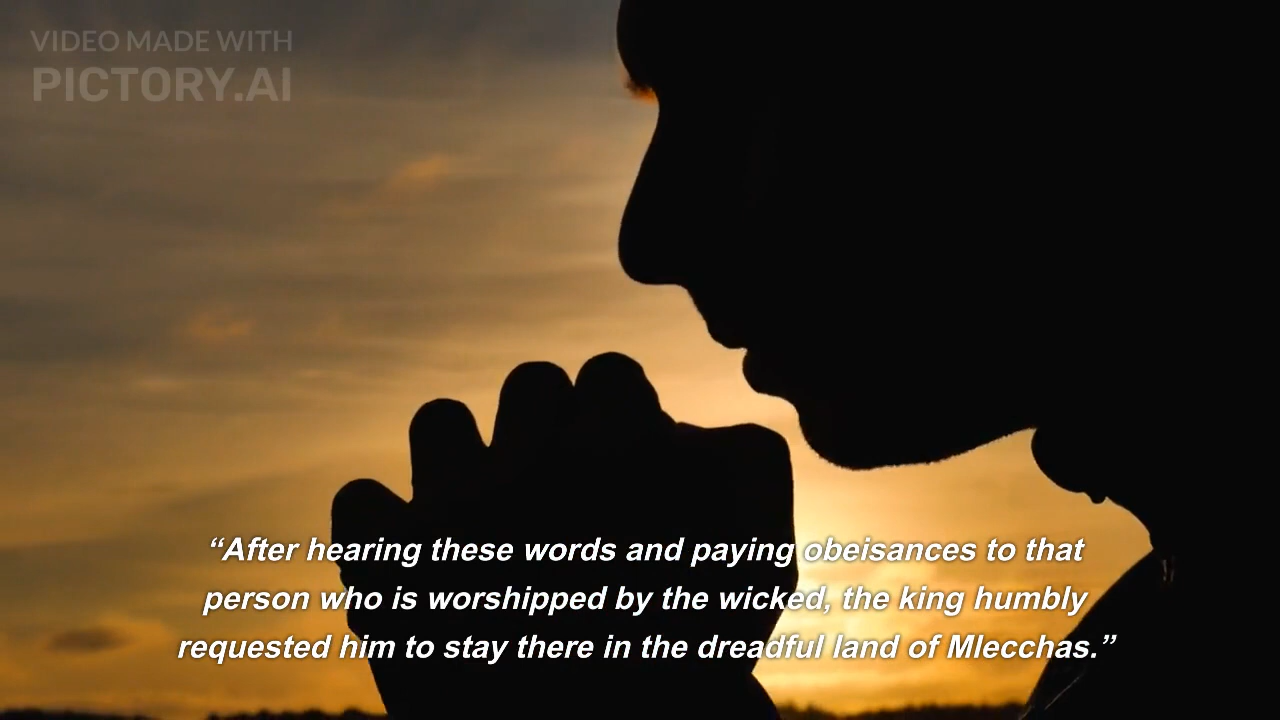 VIDEO MADE WITH
PICTORY.AI
“After hearing these words and paying obeisances to that
person who is worshipped by the wicked, the king humbly
requested him to stay there in the dreadful land of Mlecchas.”